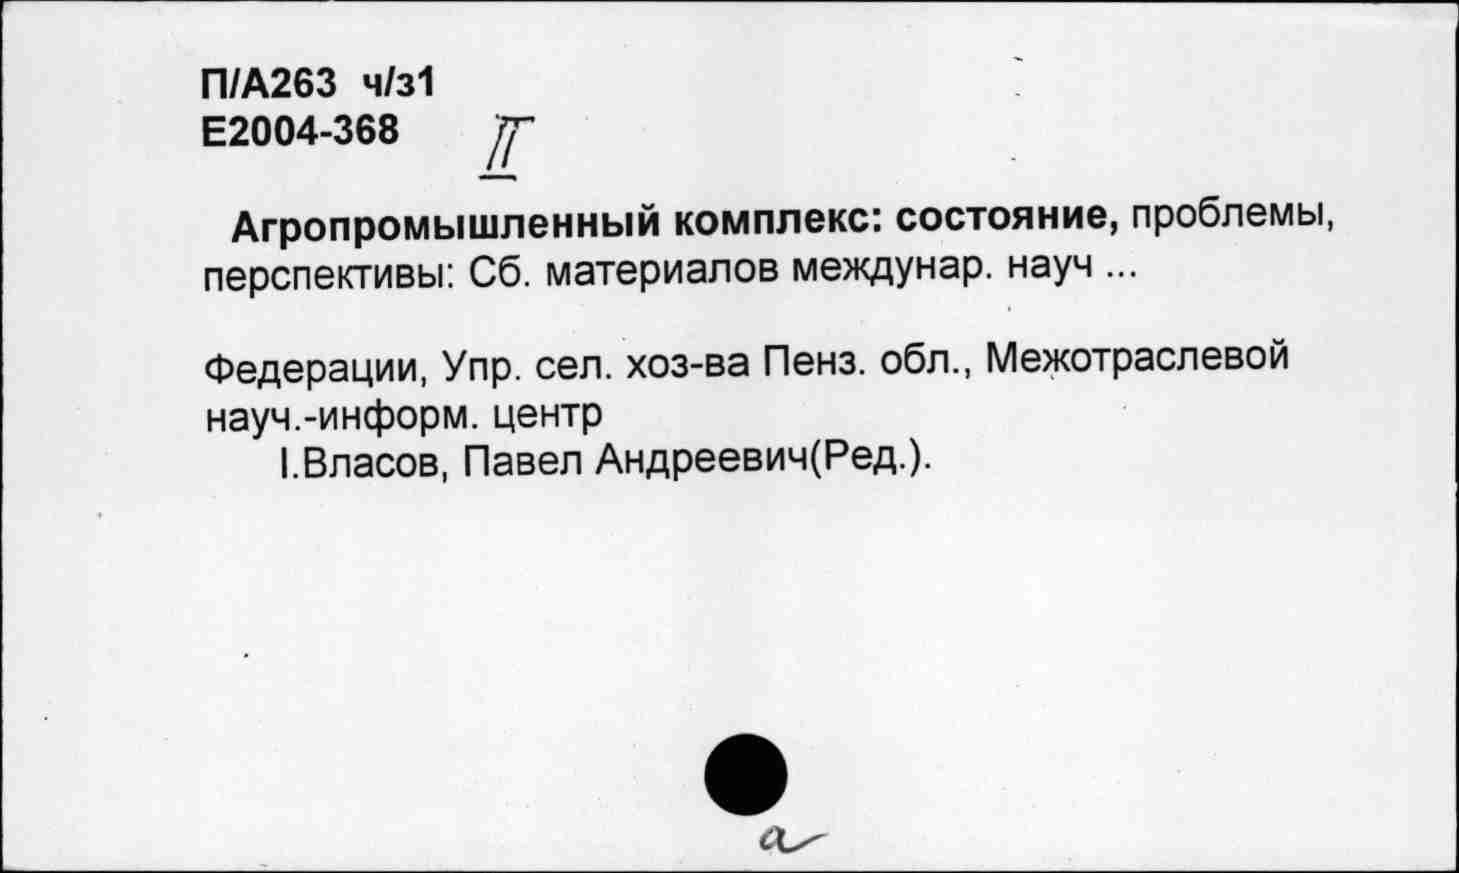 П/А263 ч/з1
Е2004-368
II
Агропромышленный комплекс: состояние, проблемы,
перспективы: Сб. материалов междунар. науч ...
Федерации, Упр. сел. хоз-ва Пенз. обл., Межотраслевой
науч.-информ. центр
I.Власов, Павел Андреевич(Ред.).
а